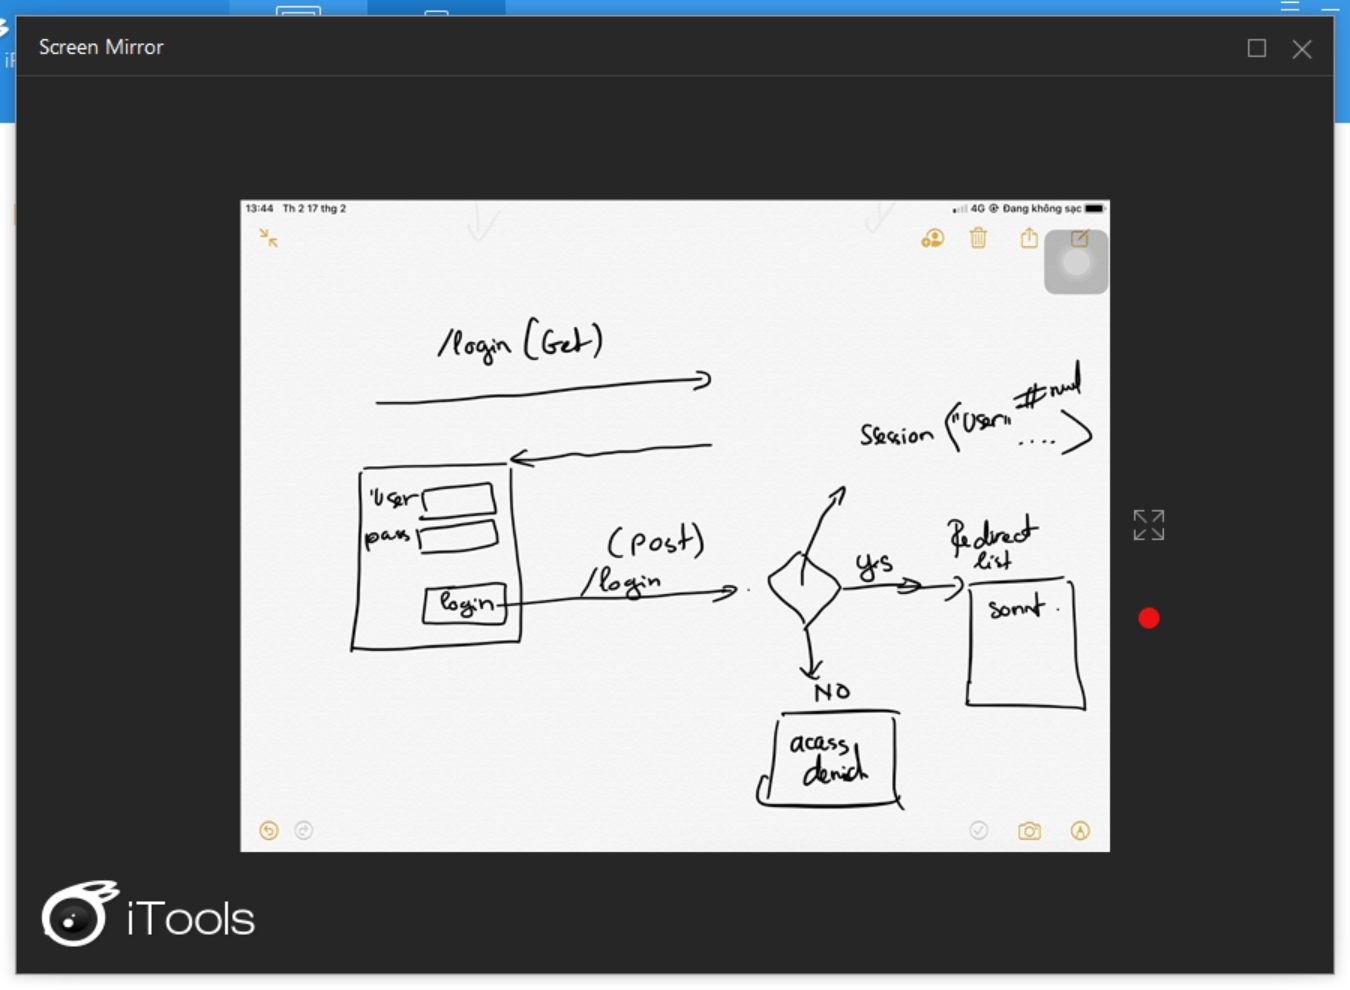 Screen Mirror
13:44 Th 2 17 thg 2
4G Đang không sạc
/login (Get)
#null
Session ("User" .... )
User
pass
login
(post)
/login
yes
Redirect
list
sonnt.
NO
acass
denied
iTools